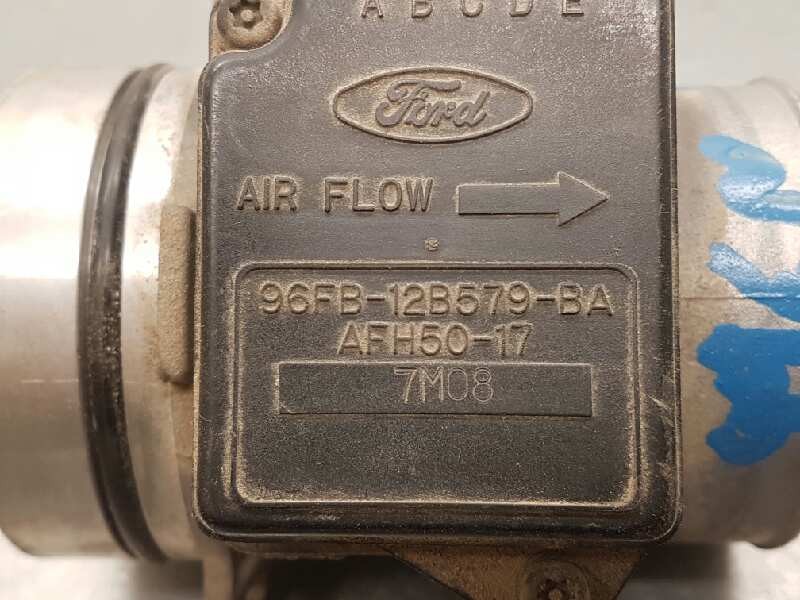 A B C D E
Ford
AIR FLOW
96FB-12B579-BA
AFH50-17
7M08